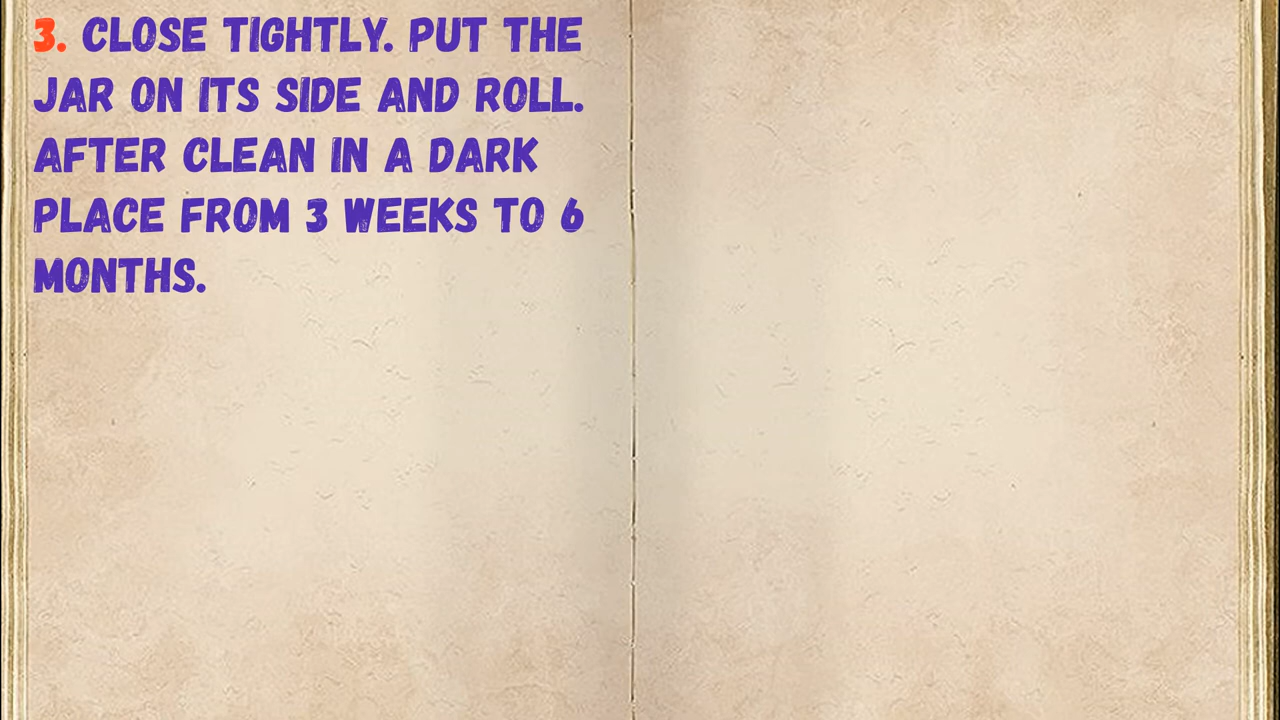 3. CLOSE TIGHTLY. PUT THE
JAR ON ITS SIDE AND ROLL.
AFTER CLEAN IN A DARK
PLACE FROM 3 WEEKS TO 6
MONTHS.